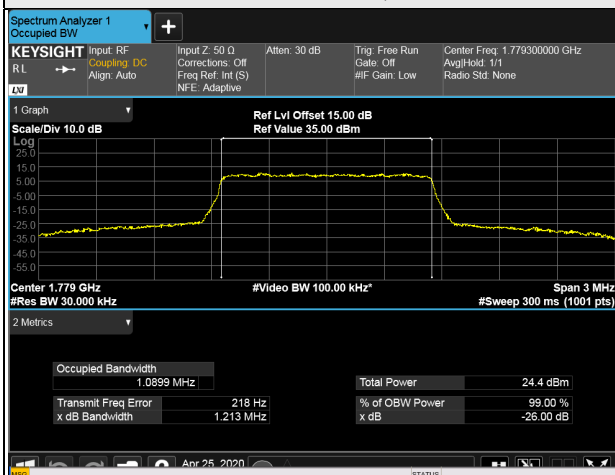 Spectrum Analyzer 1
Occupied BW
KEYSIGHT
RL
LXI
Input: RF
Coupling: DC
Align: Auto
Input Z: 50 Ω
Corrections: Off
Freq Ref: Int (S)
NFE: Adaptive
Atten: 30 dB
Trig: Free Run
Gate: Off
#IF Gain: Low
Center Freq: 1.779300000 GHz
Avg|Hold: 1/1
Radio Std: None
1 Graph
Scale/Div 10.0 dB
Ref Lvl Offset 15.00 dB
Ref Value 35.00 dBm
Log
25.0
15.0
5.00
-5.00
-15.0
-25.0
-35.0
-45.0
-55.0
Center 1.779 GHz
#Res BW 30.000 kHz
#Video BW 100.00 kHz*
Span 3 MHz
#Sweep 300 ms (1001 pts)
2 Metrics
Occupied Bandwidth
1.0899 MHz
Total Power 24.4 dBm
Transmit Freq Error 218 Hz
% of OBW Power 99.00 %
x dB Bandwidth 1.213 MHz
x dB -26.00 dB
Apr 25, 2020
MSG
STATUS